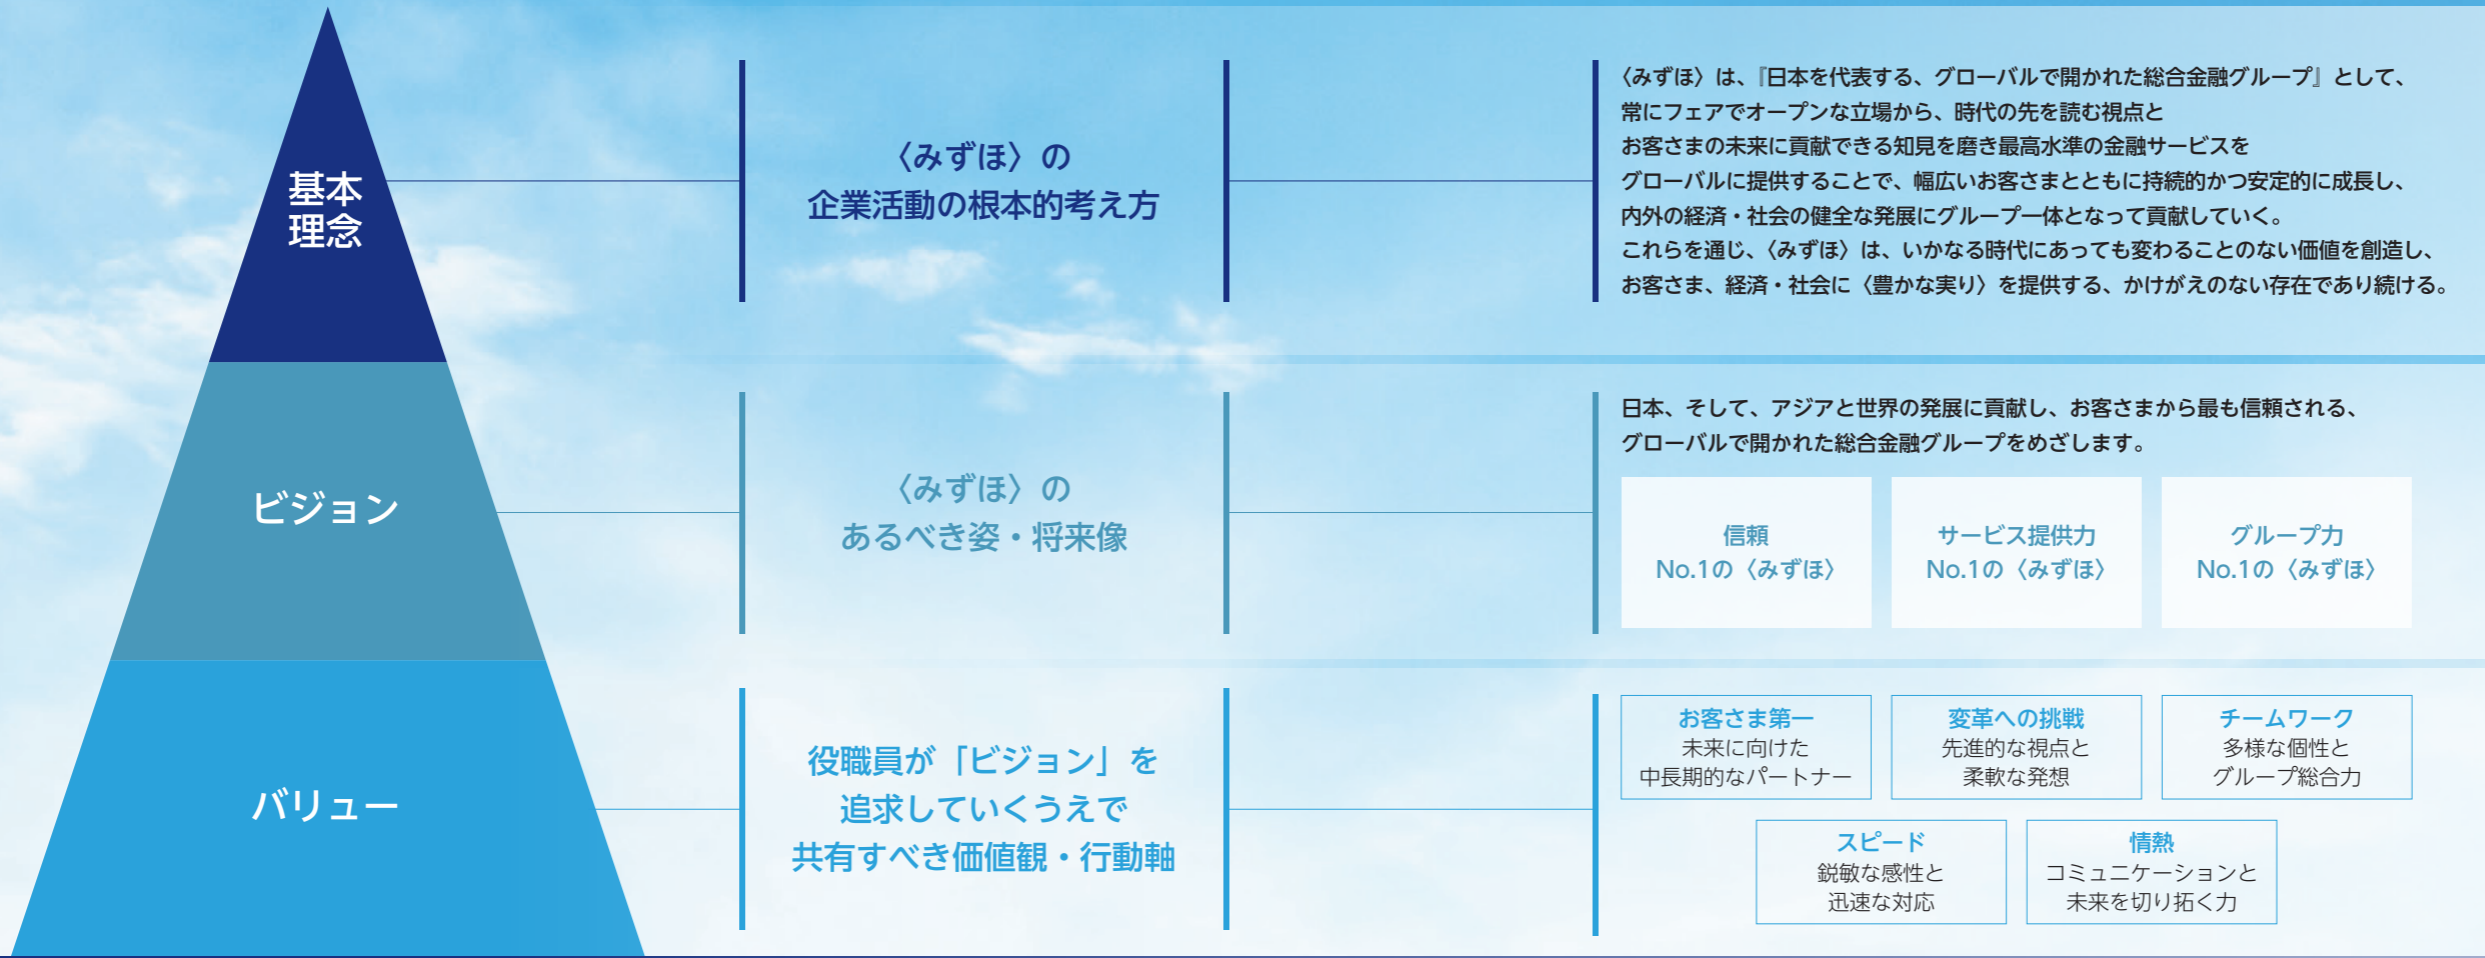 基本
理念
〈みずほ〉の
企業活動の根本的考え方
〈みずほ〉は、『日本を代表する、グローバルで開かれた総合金融グループ』として、
常にフェアでオープンな立場から、時代の先を読む視点と
お客さまの未来に貢献できる知見を磨き最高水準の金融サービスを
グローバルに提供することで、幅広いお客さまとともに持続的かつ安定的に成長し、
内外の経済・社会の健全な発展にグループ一体となって貢献していく。
これらを通じ、〈みずほ〉は、いかなる時代にあっても変わることのない価値を創造し、
お客さま、経済・社会に〈豊かな実り〉を提供する、かけがえのない存在であり続ける。
ビジョン
〈みずほ〉の
あるべき姿・将来像
日本、そして、アジアと世界の発展に貢献し、お客さまから最も信頼される、
グローバルで開かれた総合金融グループをめざします。
信頼
No.1の〈みずほ〉
サービス提供力
No.1の〈みずほ〉
グループ力
No.1の〈みずほ〉
バリュー
役職員が「ビジョン」を
追求していくうえで
共有すべき価値観・行動軸
お客さま第一
未来に向けた
中長期的なパートナー
変革への挑戦
先進的な視点と
柔軟な発想
チームワーク
多様な個性と
グループ総合力
スピード
鋭敏な感性と
迅速な対応
情熱
コミュニケーションと
未来を切り拓く力